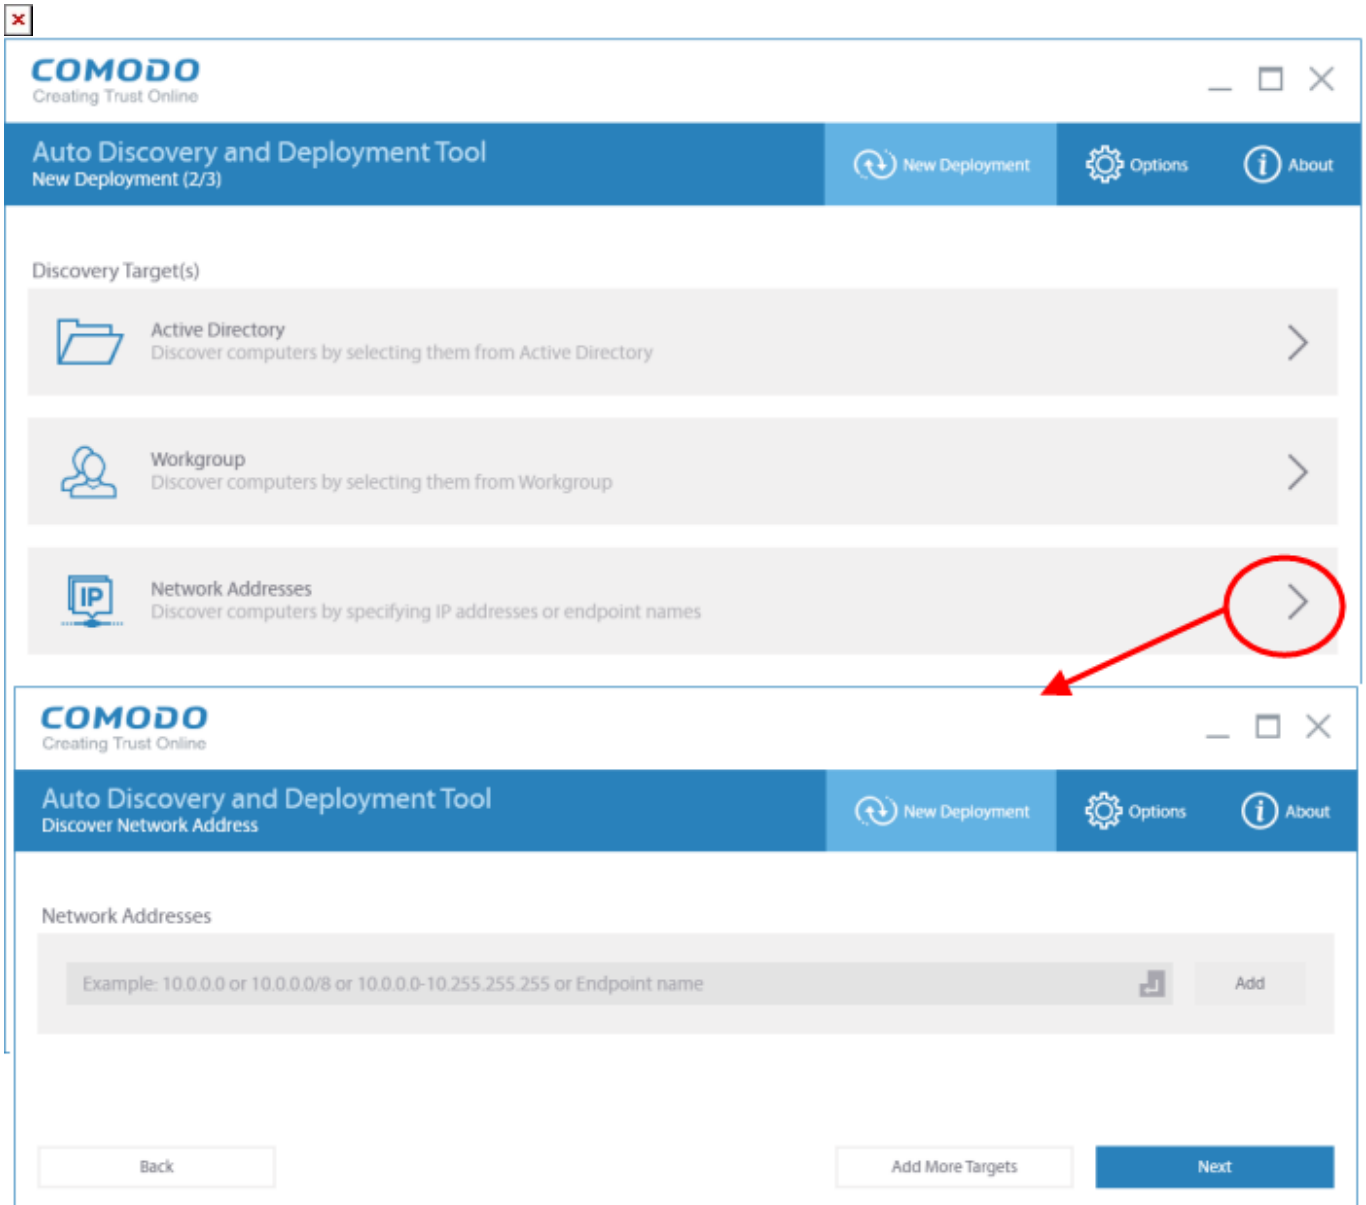 COMODO
Creating Trust Online
Auto Discovery and Deployment Tool
New Deployment (2/3)
New Deployment
Options
About
Discovery Target(s)
Active Directory
Discover computers by selecting them from Active Directory
Workgroup
Discover computers by selecting them from Workgroup
IP
Network Addresses
Discover computers by specifying IP addresses or endpoint names
COMODO
Creating Trust Online
Auto Discovery and Deployment Tool
Discover Network Address
New Deployment
Options
About
Network Addresses
Example: 10.0.0.0 or 10.0.0.0/8 or 10.0.0.0-10.255.255.255 or Endpoint name
Add
Back
Add More Targets
Next